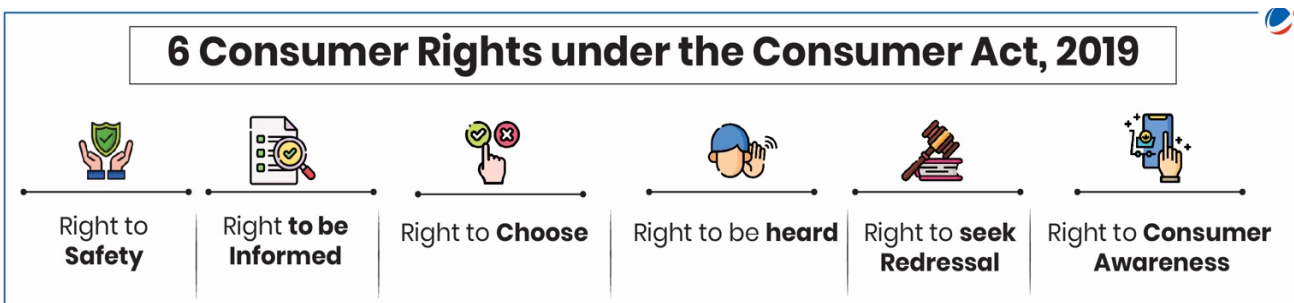 6 Consumer Rights under the Consumer Act, 2019
Right to
Safety
Right to be
Informed
Right to Choose
Right to be heard
Right to seek
Redressal
Right to Consumer
Awareness